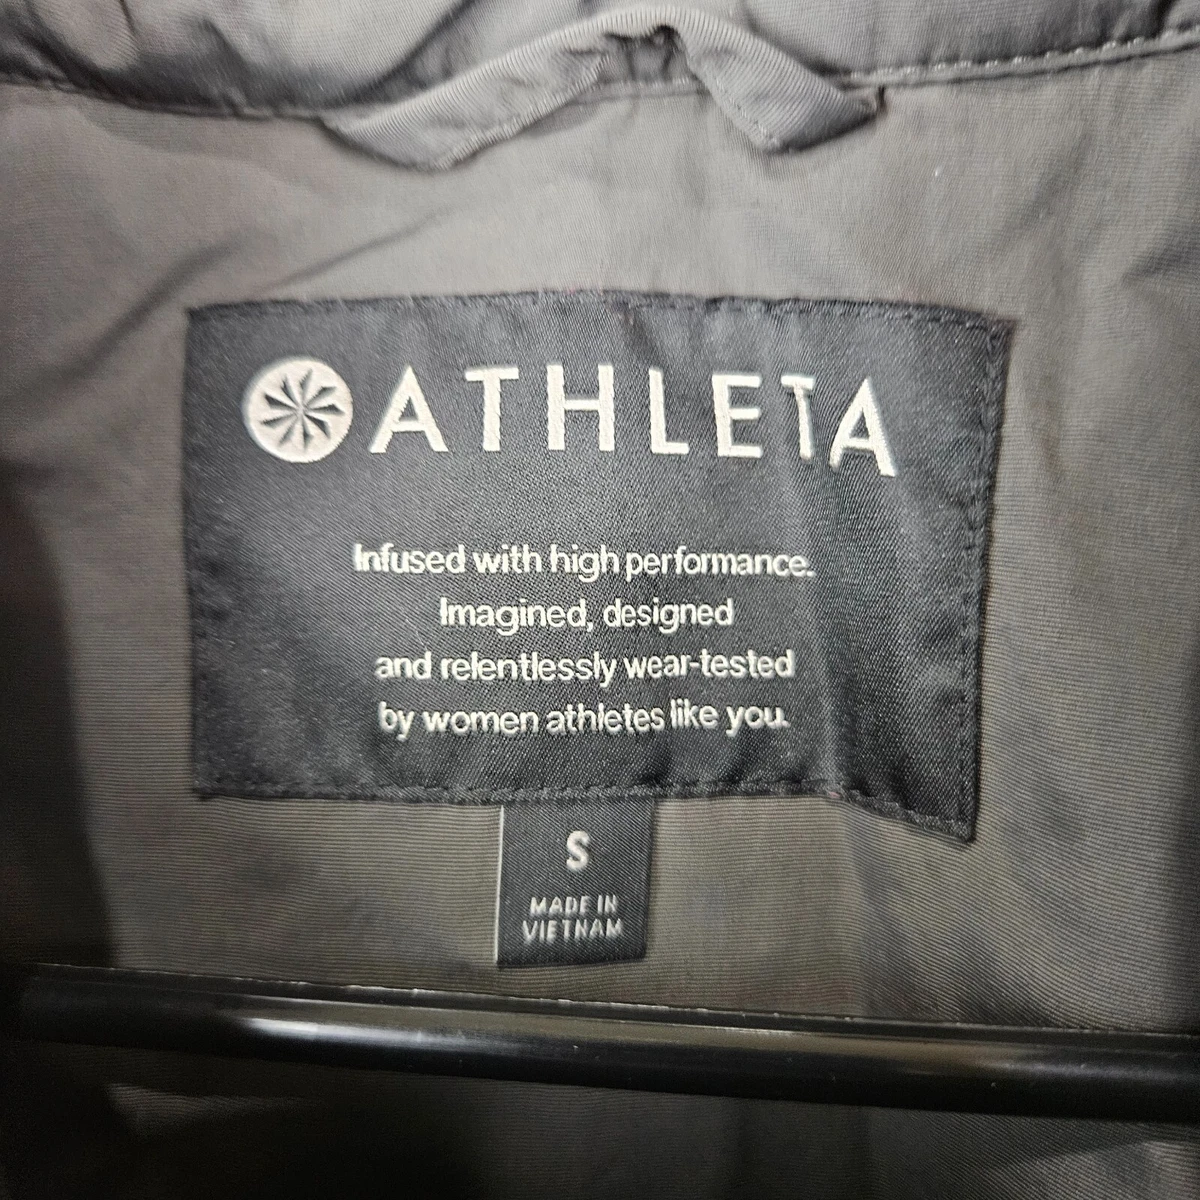 ATHLETA
Infused with high performance.
Imagined, designed
and relentlessly wear-tested
by women athletes like you.
S
MADE IN
VIETNAM